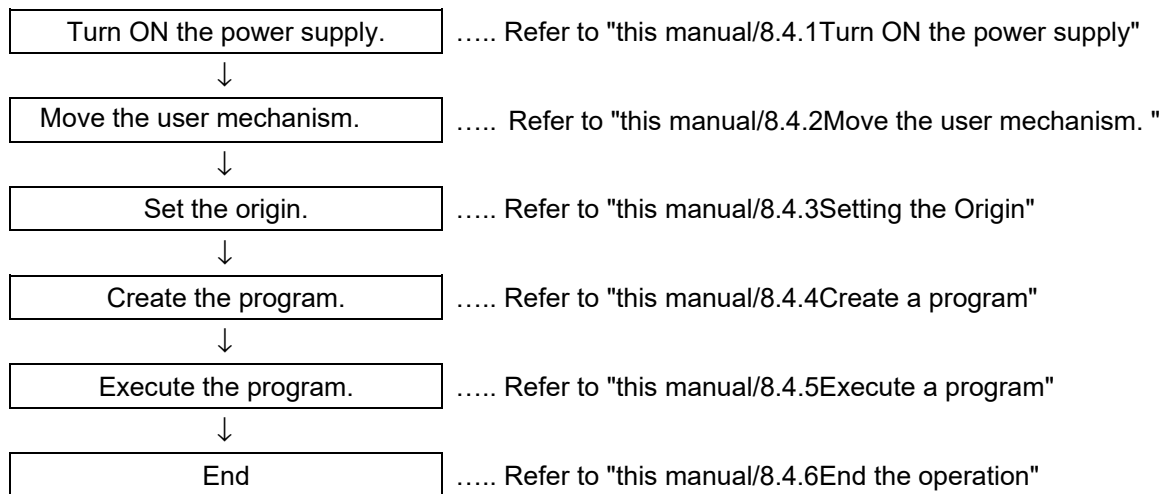 Turn ON the power supply. ….. Refer to "this manual/8.4.1Turn ON the power supply"
↓
Move the user mechanism. ….. Refer to "this manual/8.4.2Move the user mechanism. "
↓
Set the origin. ….. Refer to "this manual/8.4.3Setting the Origin"
↓
Create the program. ….. Refer to "this manual/8.4.4Create a program"
↓
Execute the program. ….. Refer to "this manual/8.4.5Execute a program"
↓
End ….. Refer to "this manual/8.4.6End the operation"